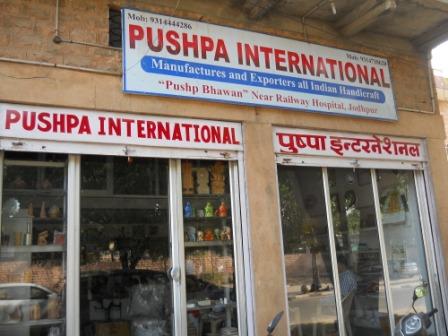 Mob: 9314444286
PUSHPA INTERNATIONAL
Manufactures and Exporters all Indian Handicraft
"Pushp Bhawan" Near Railway Hospital, Jodhpur
PUSHPA INTERNATIONAL
पुष्पा इन्टरनेशनल